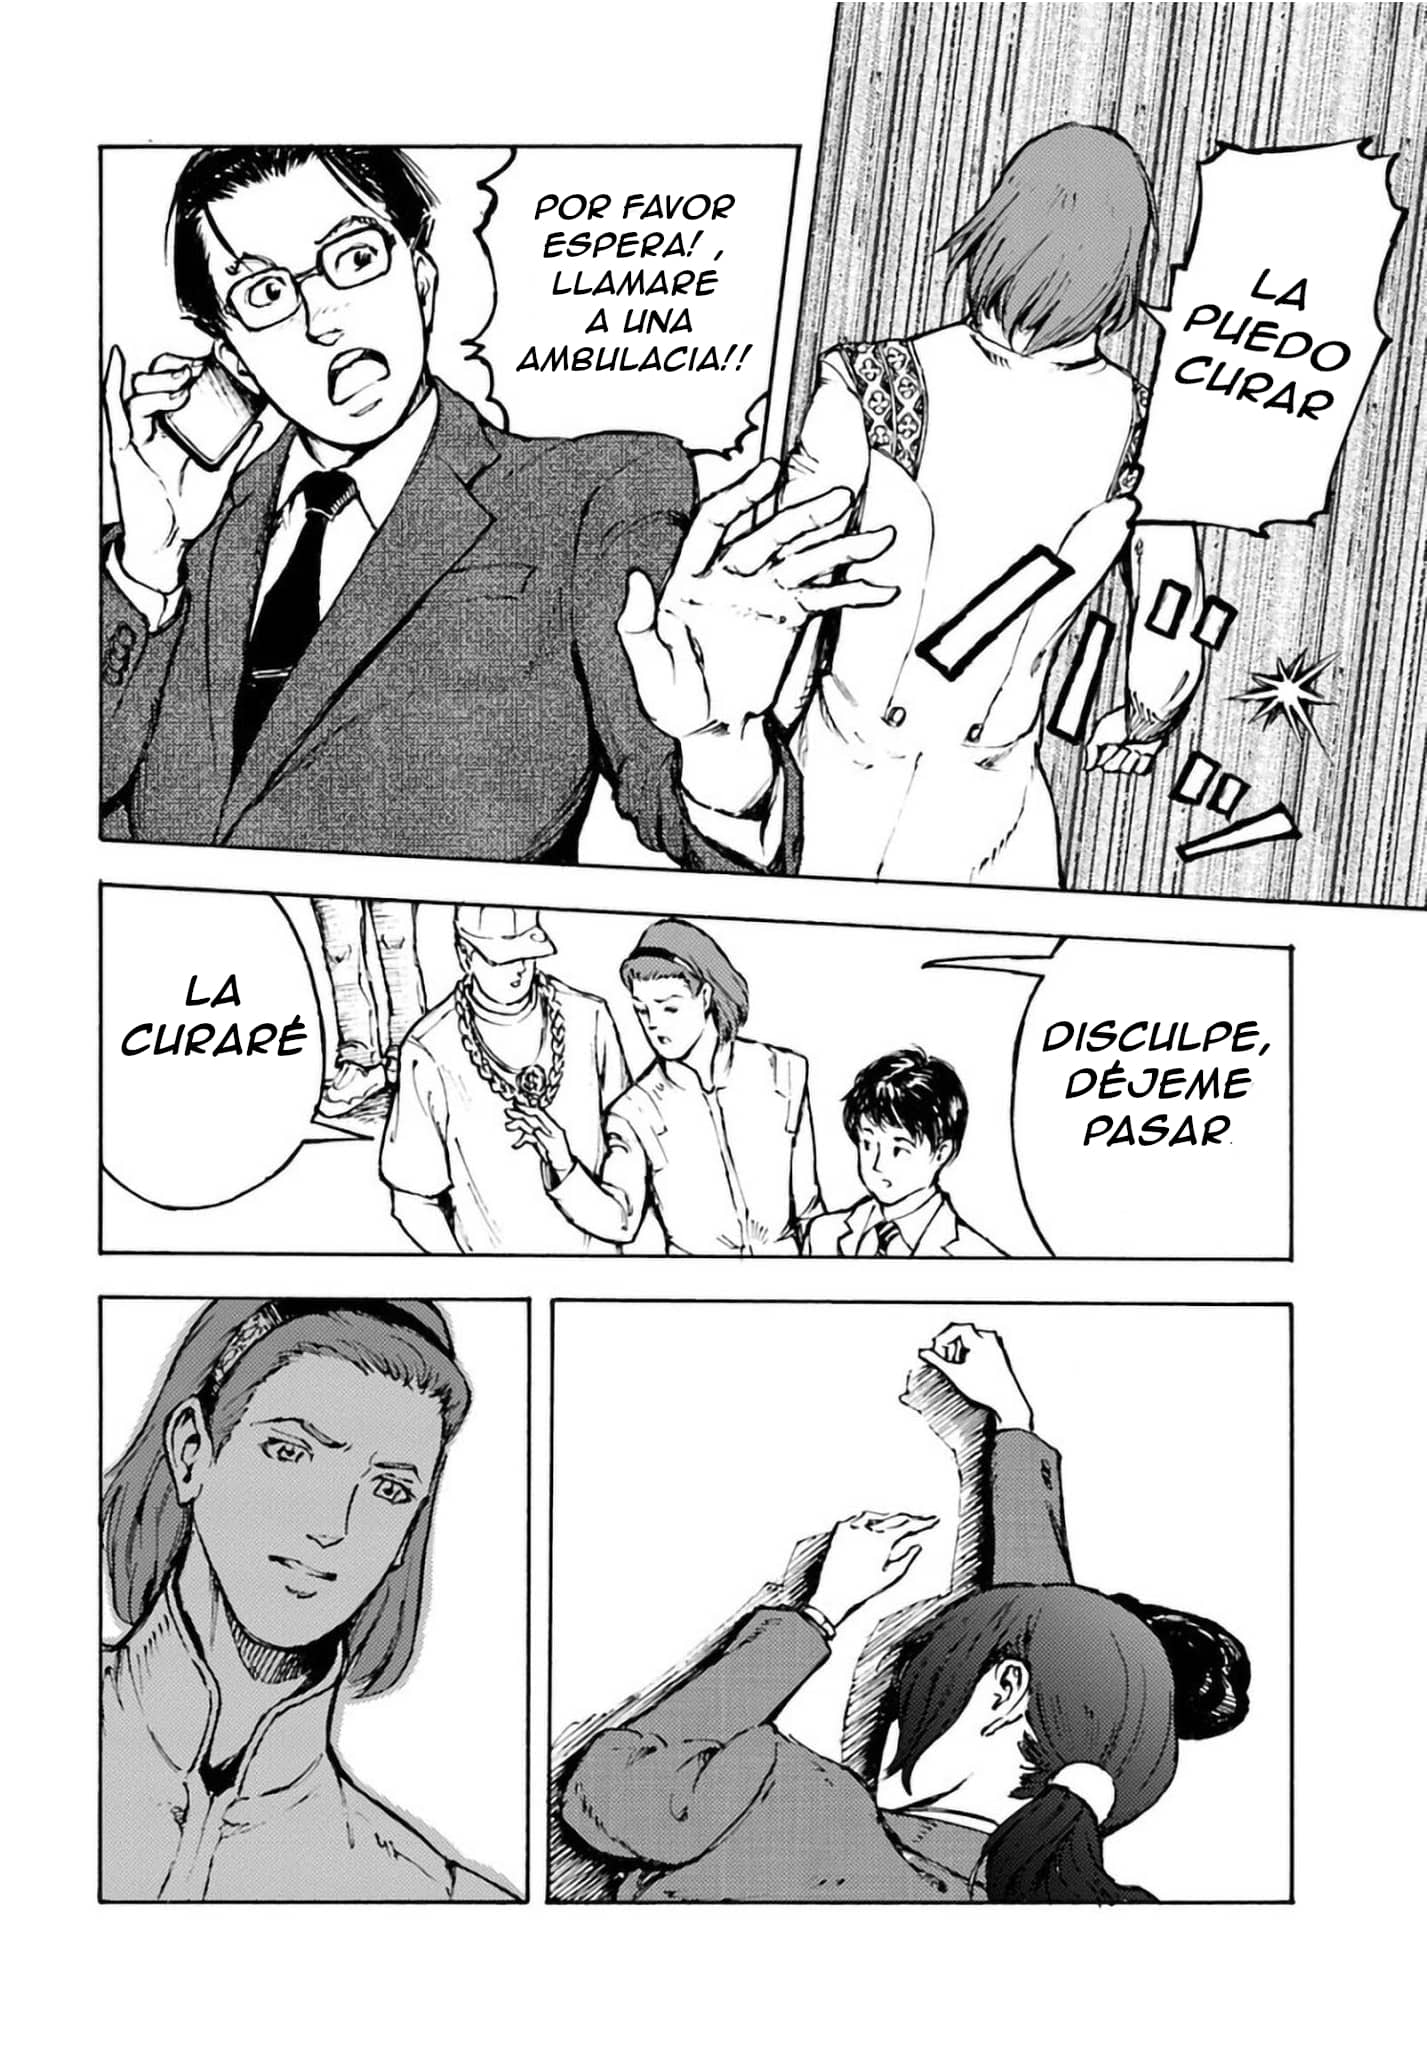 LA
PUEDO
CURAR
POR FAVOR
ESPERA! ,
LLAMARE
A UNA
AMBULACIA!!
DISCULPE,
DÉJEME
PASAR
LA
CURARÉ